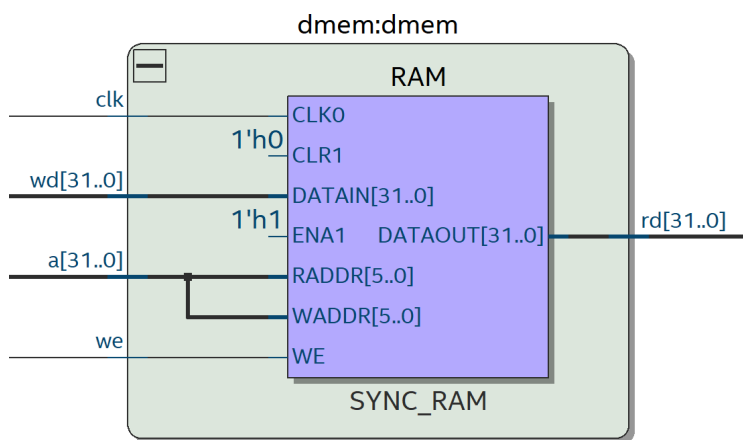 dmem:dmem
RAM
clk
CLK0
1'h0
CLR1
wd[31..0]
DATAIN[31..0]
1'h1
ENA1
DATAOUT[31..0]
rd[31..0]
a[31..0]
RADDR[5..0]
WADDR[5..0]
we
WE
SYNC_RAM